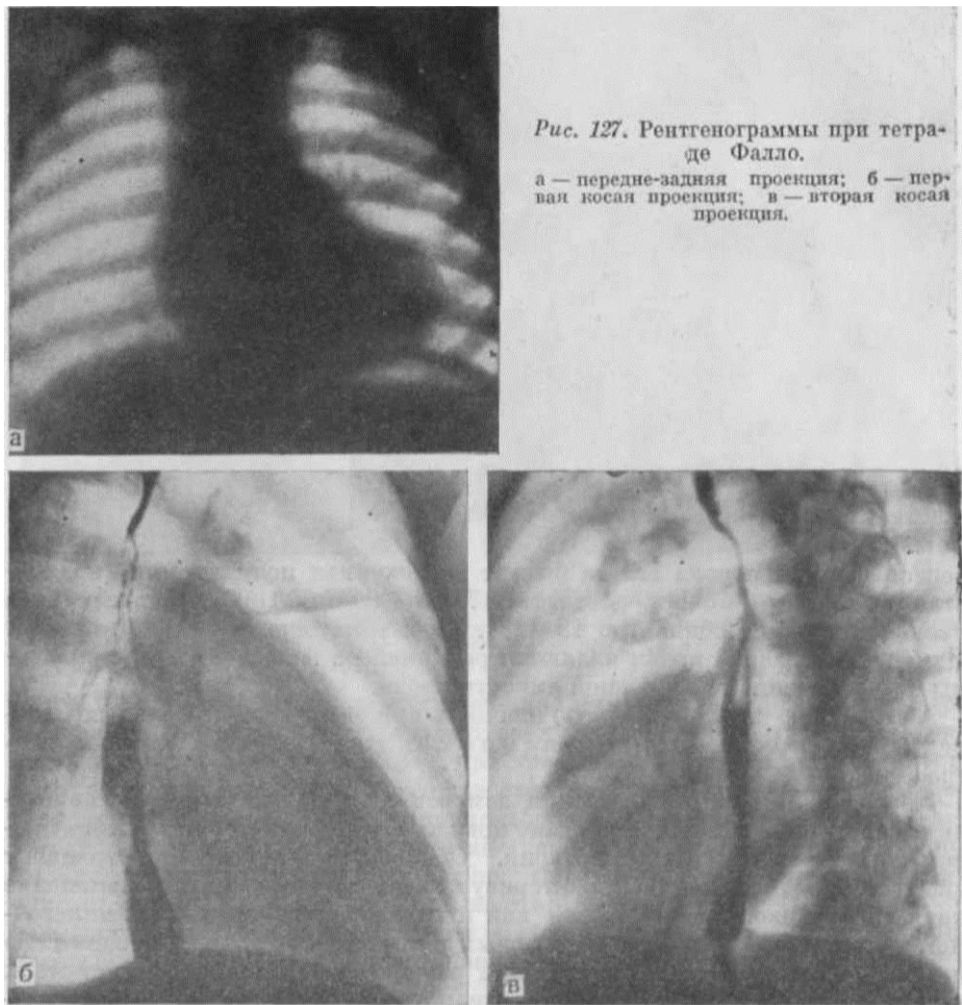 Рис. 127. Рентгенограммы при тетра-
де Фалло.
а — передне-задняя проекция; б — пер-
вая косая проекция; в — вторая косая
проекция.
а
б
в